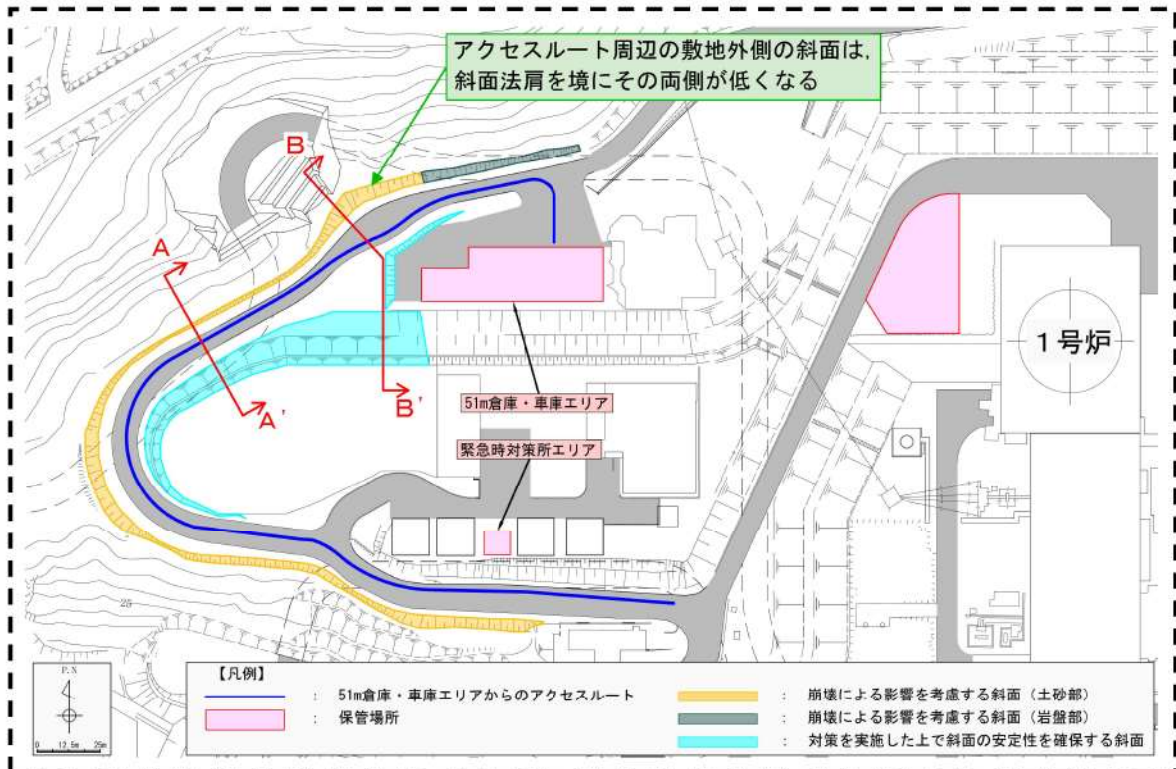 アクセスルート周辺の敷地外側の斜面は,
斜面法肩を境にその両側が低くなる
B
A
1号炉
A'
B'
51m倉庫・車庫エリア
緊急時対策所エリア
25
P.N
0 12.5m 25m
【凡例】
: 51m倉庫・車庫エリアからのアクセスルート
: 保管場所
: 崩壊による影響を考慮する斜面（土砂部）
: 崩壊による影響を考慮する斜面（岩盤部）
: 対策を実施した上で斜面の安定性を確保する斜面